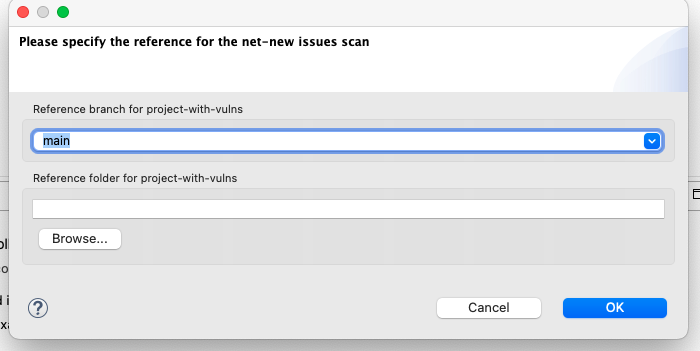 Please specify the reference for the net-new issues scan
Reference branch for project-with-vulns
main
Reference folder for project-with-vulns
Browse...
?
Cancel
OK